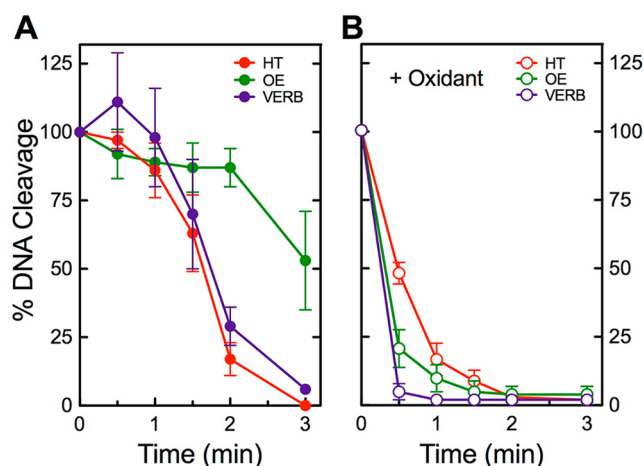 A
B
125
100
75
50
25
0
% DNA Cleavage
HT
OE
VERB
0
1
2
3
Time (min)
+ Oxidant
HT
OE
VERB
125
100
75
50
25
0
0
1
2
3
Time (min)